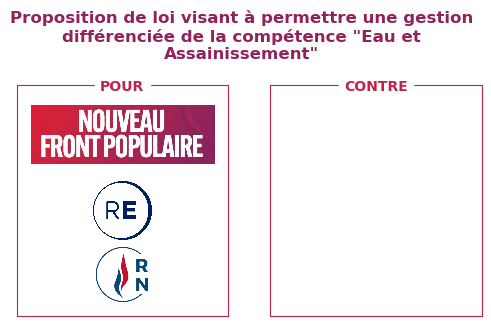 Proposition de loi visant à permettre une gestion
différenciée de la compétence "Eau et
Assainissement"
POUR
CONTRE
NOUVEAU
FRONT POPULAIRE
RE
R
N